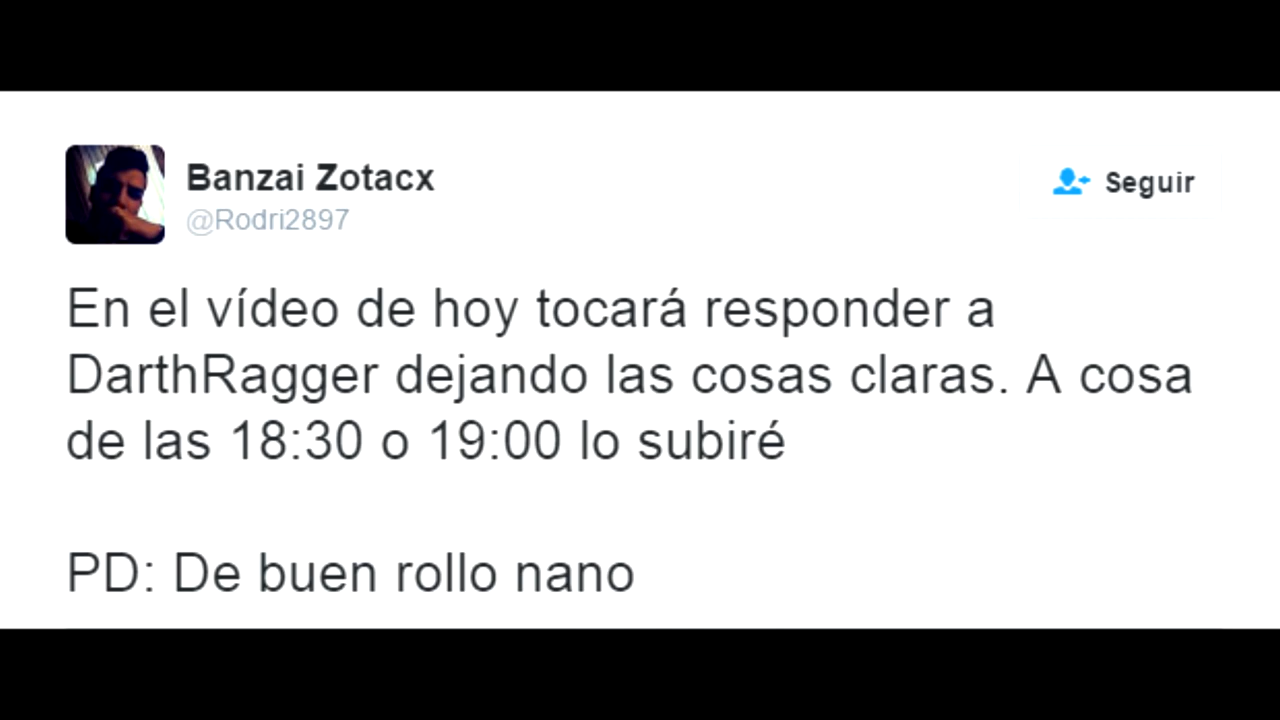 Banzai Zotacx
@Rodri2897
Seguir
En el vídeo de hoy tocará responder a
DarthRagger dejando las cosas claras. A cosa
de las 18:30 o 19:00 lo subiré
PD: De buen rollo nano